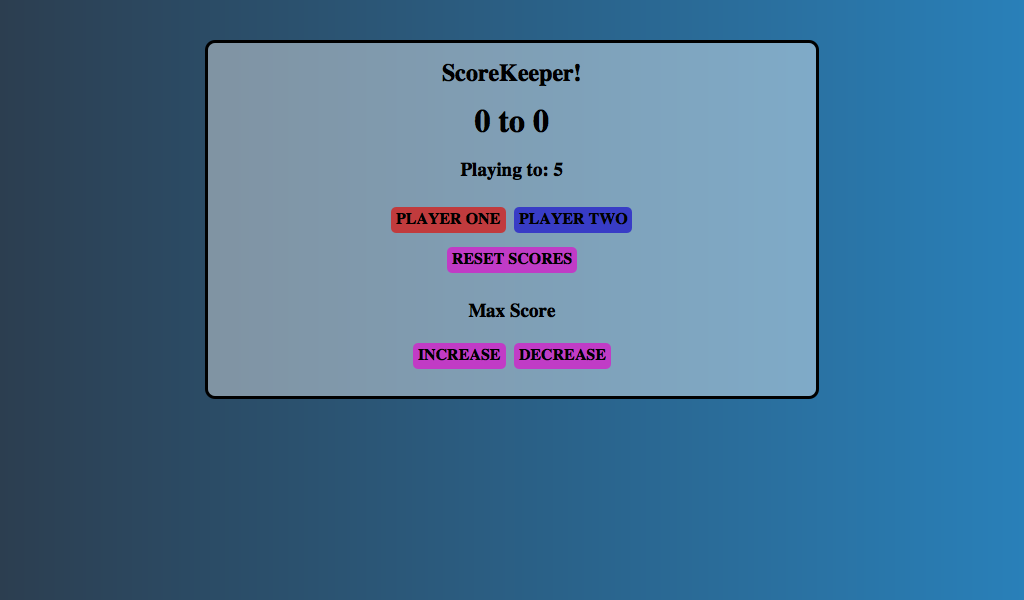 ScoreKeeper!
0 to 0
Playing to: 5
PLAYER ONE PLAYER TWO
RESET SCORES
Max Score
INCREASE DECREASE